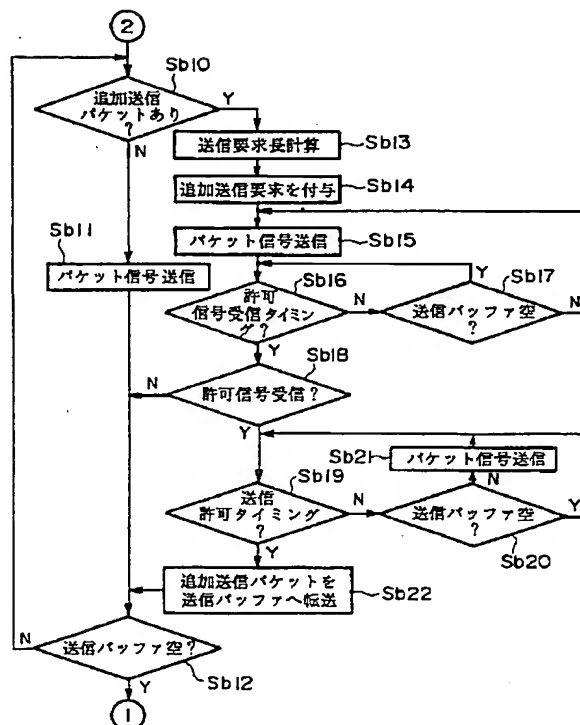 2
Sb10
追加送信
パケットあり
?
Y
N
送信要求長計算
Sb13
追加送信要求を付与
Sb14
Sb11
パケット信号送信
パケット信号送信
Sb15
Sb16
許可
信号受信タイミン
グ?
N
Y
Y
Sb17
送信バッファ空
?
N
Sb18
許可信号受信?
N
Y
Sb21
パケット信号送信
Sb19
送信
許可タイミング
?
N
Y
N
送信バッファ空
?
Y
Sb20
追加送信パケットを
送信バッファへ転送
Sb22
N
送信バッファ空?
Sb12
Y
1